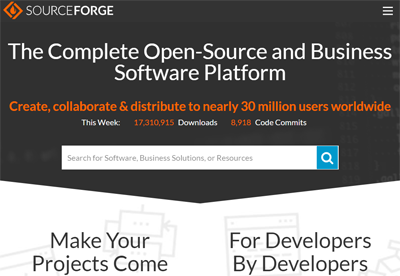 SOURCEFORGE
The Complete Open-Source and Business
Software Platform
Create, collaborate & distribute to nearly 30 million users worldwide
This Week: 17,310,915 Downloads 8,918 Code Commits
Search for Software, Business Solutions, or Resources
Make Your
Projects Come
For Developers
By Developers